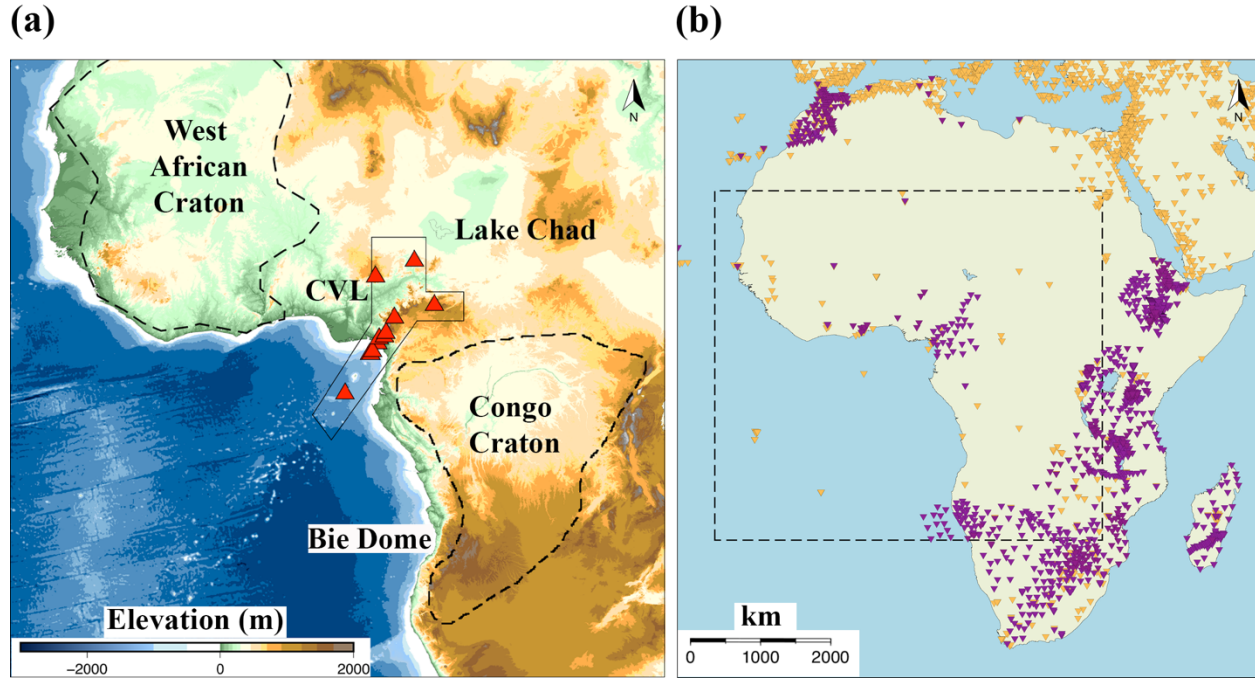 (a)
(b)
N
N
West
African
Craton
Lake Chad
CVL
Congo
Craton
Bie Dome
Elevation (m)
−2000
0
2000
km
0
1000
2000